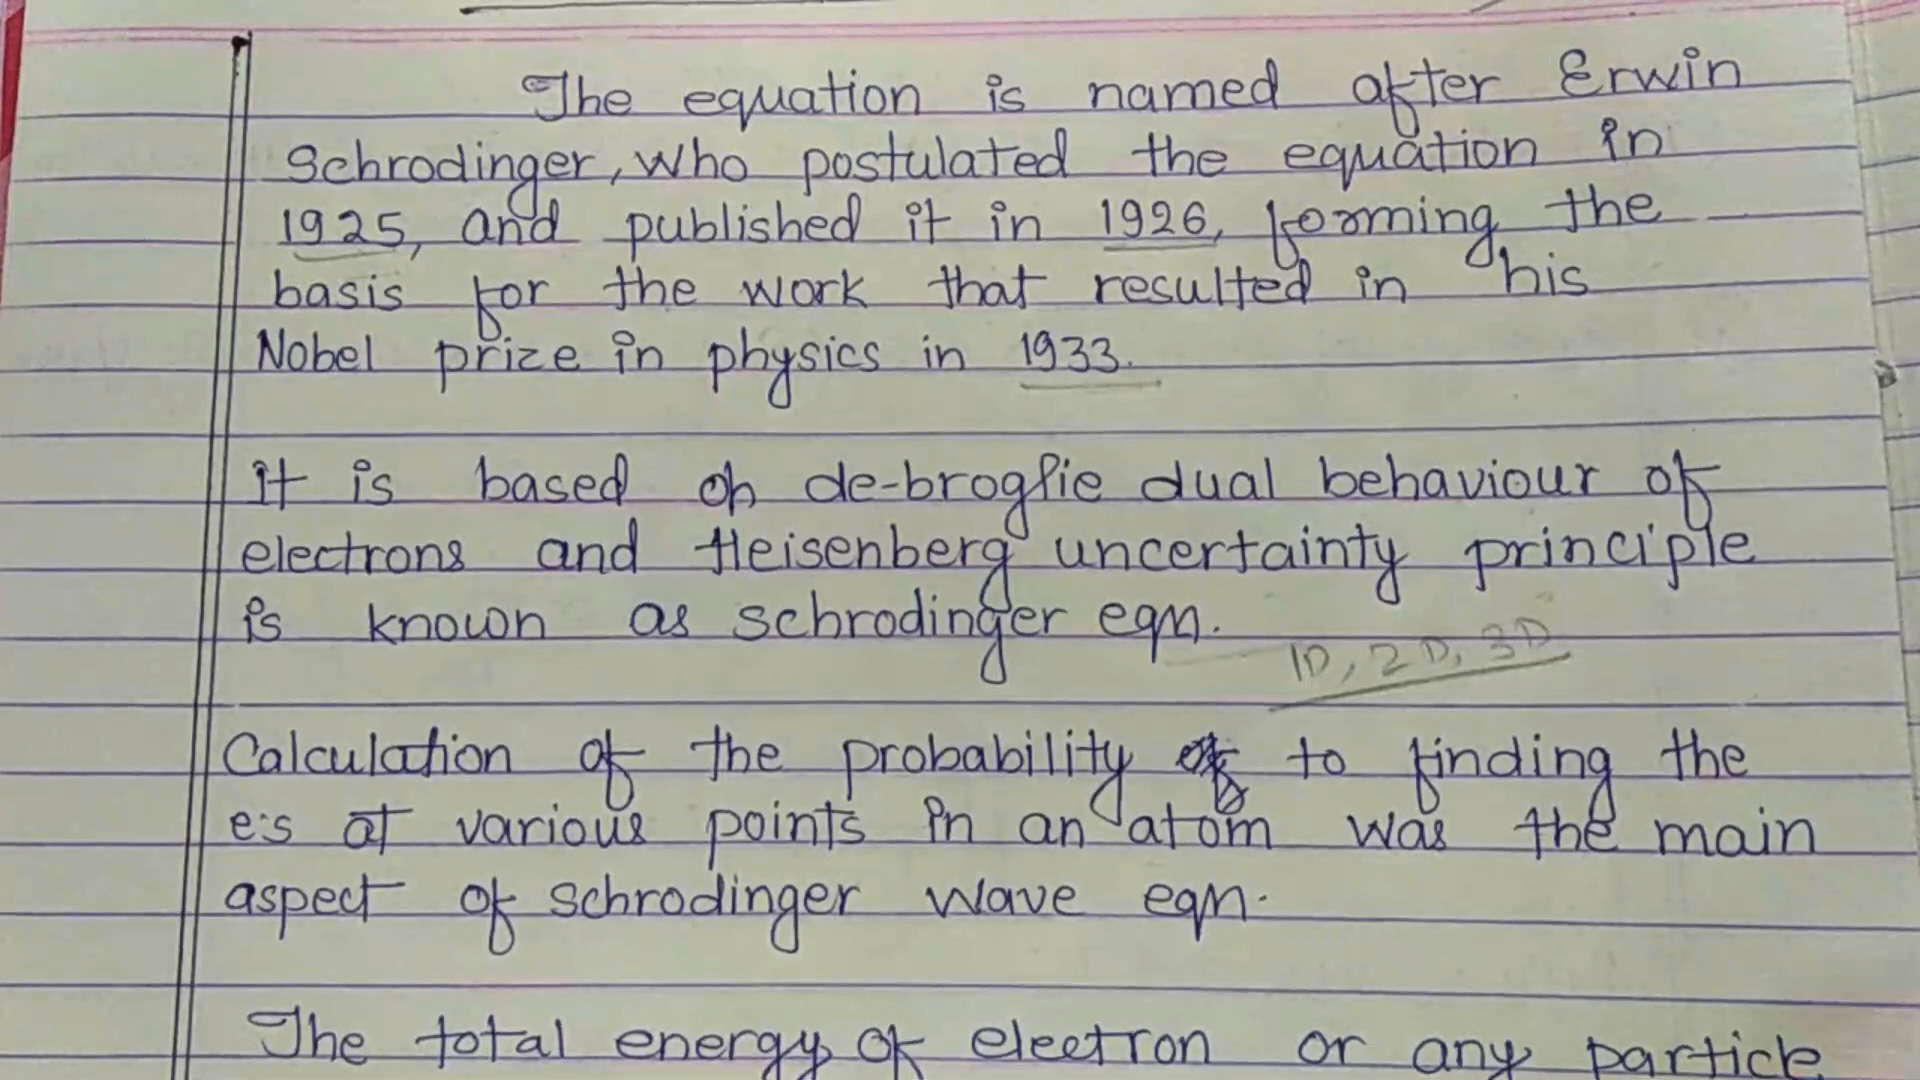 The equation is named after Erwin
Schrodinger, who postulated the equation in
1925, and published it in 1926, forming the
basis for the work that resulted in his
Nobel prize in physics in 1933.
it is based on de-broglie dual behaviour of
electrons and Heisenberg uncertainty principle
is known as schrodinger eqn.
1D, 2D, 3D
Calculation of the probability to finding the
e:s at various points in an atom was the main
aspect of schrodinger wave eqn.
The total energy of electron or any particle